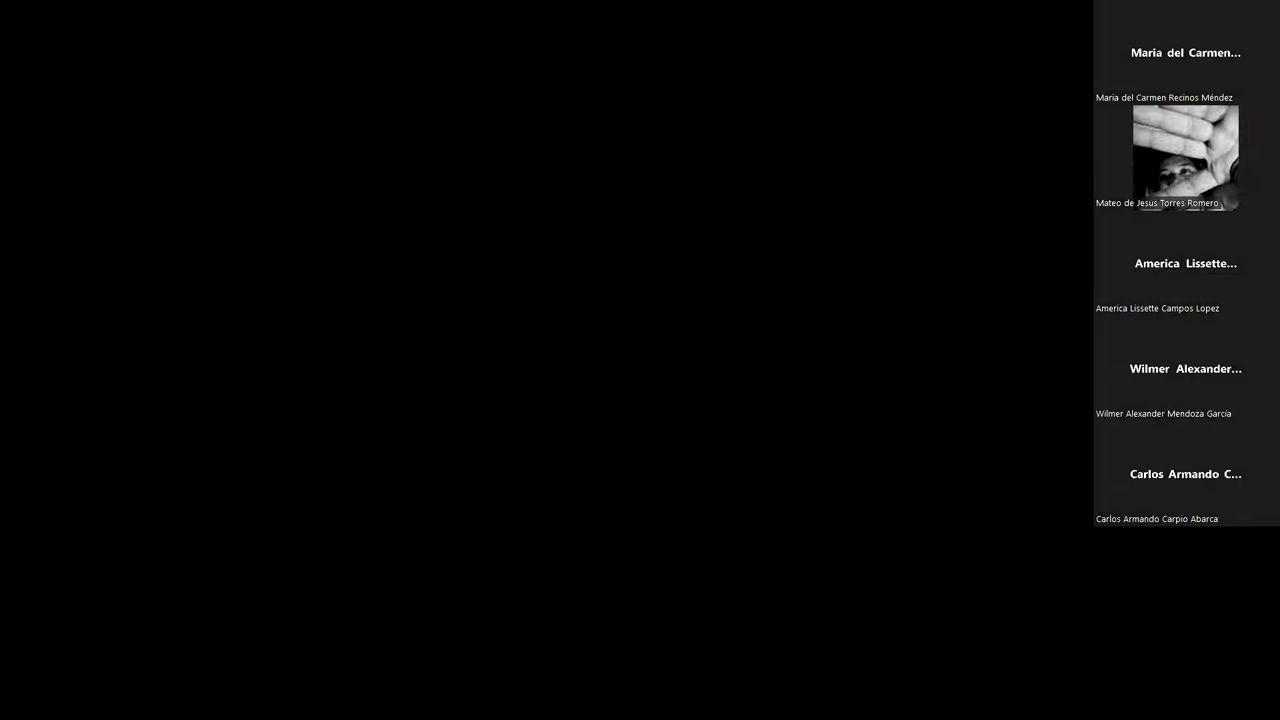 Maria del Carmen...
Maria del Carmen Recinos Méndez
Mateo de Jesus Torres Romero
America Lissette...
America Lissette Campos Lopez
Wilmer Alexander...
Wilmer Alexander Mendoza García
Carlos Armando C...
Carlos Armando Carpio Abarca